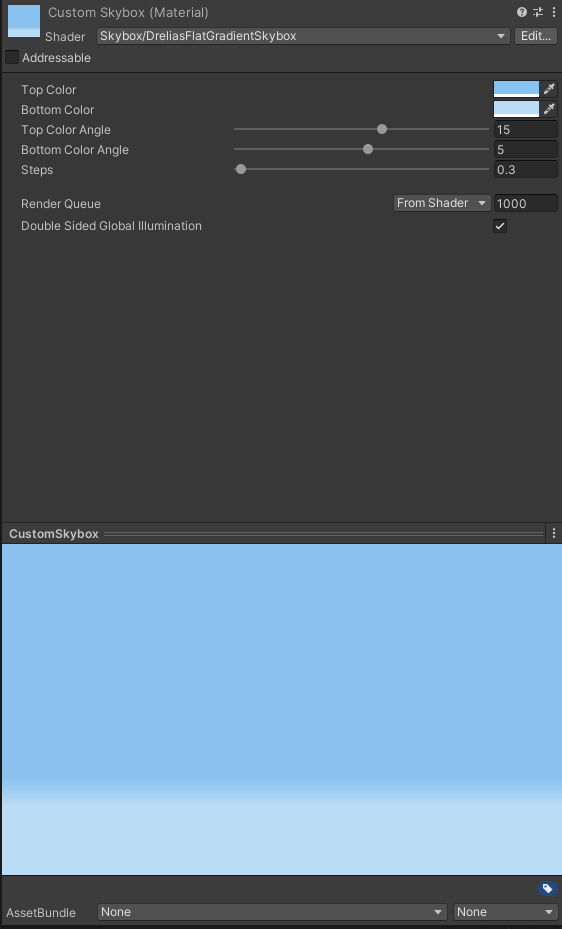 Custom Skybox (Material)
Shader Skybox/DreliasFlatGradientSkybox Edit...
Addressable
Top Color
Bottom Color
Top Color Angle 15
Bottom Color Angle 5
Steps 0.3
Render Queue From Shader 1000
Double Sided Global Illumination
CustomSkybox
AssetBundle None None